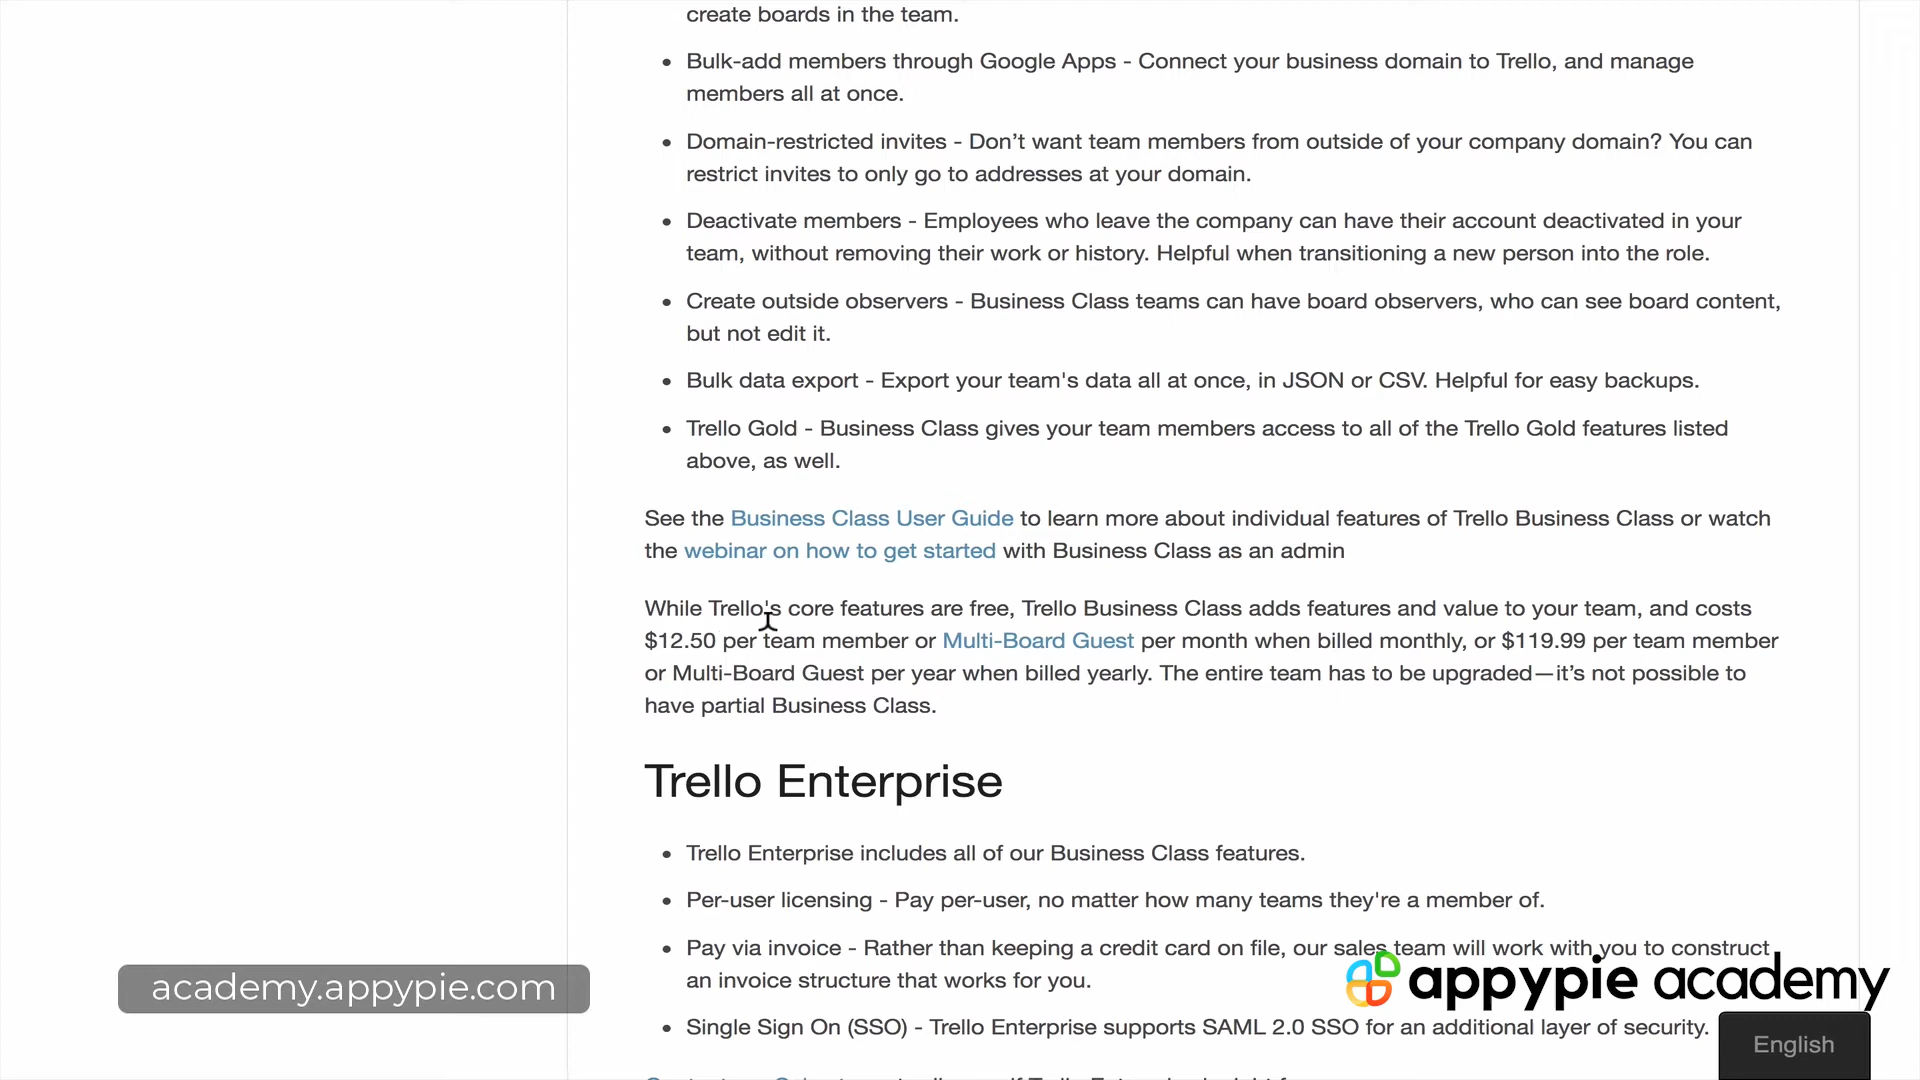 create boards in the team.
• Bulk-add members through Google Apps - Connect your business domain to Trello, and manage
members all at once.
• Domain-restricted invites - Don’t want team members from outside of your company domain? You can
restrict invites to only go to addresses at your domain.
• Deactivate members - Employees who leave the company can have their account deactivated in your
team, without removing their work or history. Helpful when transitioning a new person into the role.
• Create outside observers - Business Class teams can have board observers, who can see board content,
but not edit it.
• Bulk data export - Export your team's data all at once, in JSON or CSV. Helpful for easy backups.
• Trello Gold - Business Class gives your team members access to all of the Trello Gold features listed
above, as well.
See the Business Class User Guide to learn more about individual features of Trello Business Class or watch
the webinar on how to get started with Business Class as an admin
While Trello's core features are free, Trello Business Class adds features and value to your team, and costs
$12.50 per team member or Multi-Board Guest per month when billed monthly, or $119.99 per team member
or Multi-Board Guest per year when billed yearly. The entire team has to be upgraded—it’s not possible to
have partial Business Class.
Trello Enterprise
• Trello Enterprise includes all of our Business Class features.
• Per-user licensing - Pay per-user, no matter how many teams they're a member of.
• Pay via invoice - Rather than keeping a credit card on file, our sales team will work with you to construct
an invoice structure that works for you.
• Single Sign On (SSO) - Trello Enterprise supports SAML 2.0 SSO for an additional layer of security.
academy.appypie.com
appypie academy
English